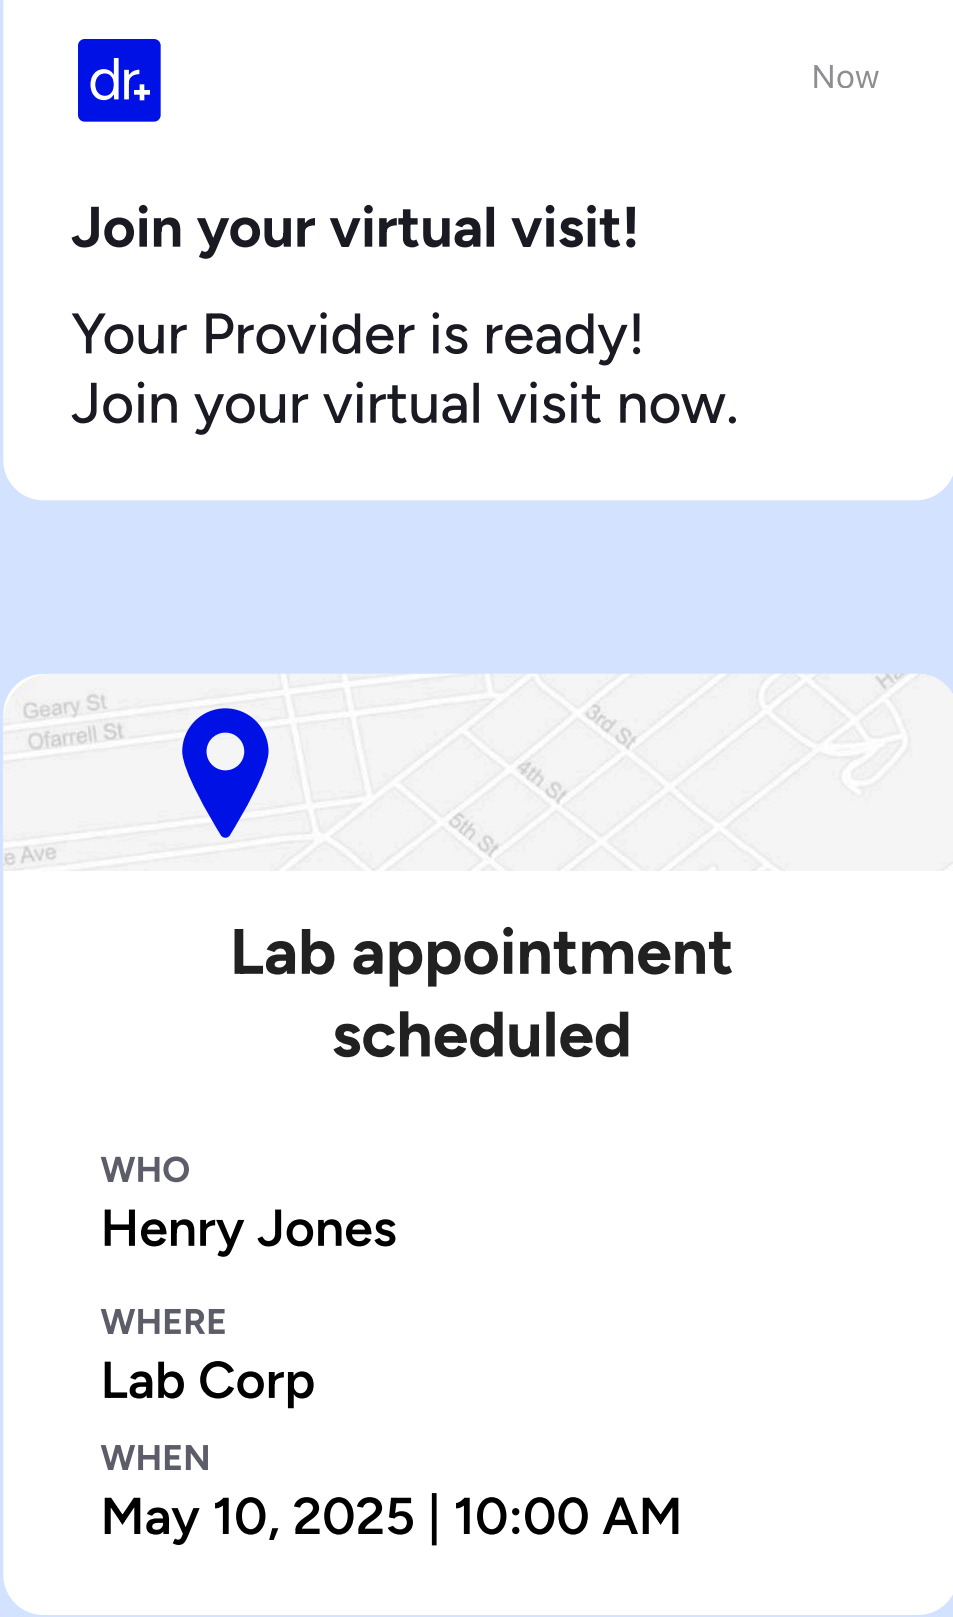 dr+
Now
Join your virtual visit!
Your Provider is ready!
Join your virtual visit now.
Geary St
Ofarrell St
3rd St
4th St
5th St
e Ave
Lab appointment
scheduled
WHO
Henry Jones
WHERE
Lab Corp
WHEN
May 10, 2025 | 10:00 AM